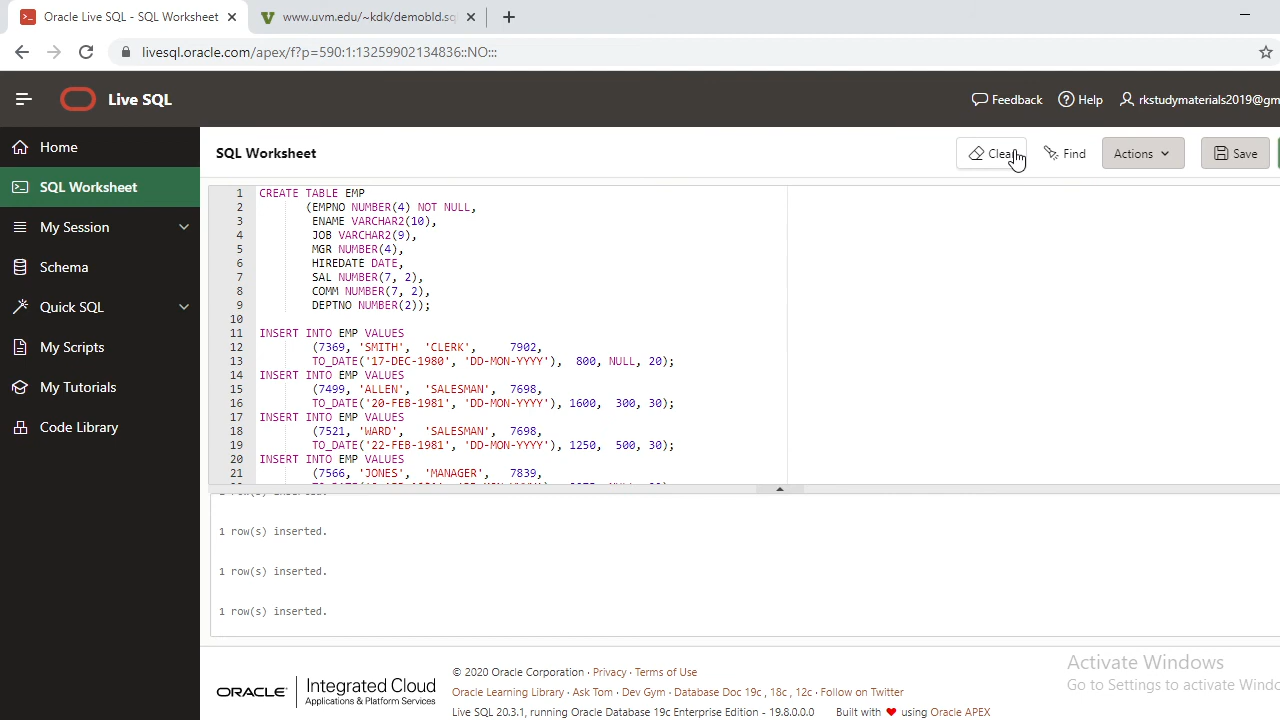 Oracle Live SQL - SQL Worksheet
www.uvm.edu/~kdk/demobld.sq
livesql.oracle.com/apex/f?p=590:1:13259902134836::NO:::
Live SQL
Feedback
Help
rkstudymaterials2019@gm
Home
SQL Worksheet
My Session
Schema
Quick SQL
My Scripts
My Tutorials
Code Library
SQL Worksheet
Clear
Find
Actions
Save
1 CREATE TABLE EMP
2 (EMPNO NUMBER(4) NOT NULL,
3 ENAME VARCHAR2(10),
4 JOB VARCHAR2(9),
5 MGR NUMBER(4),
6 HIREDATE DATE,
7 SAL NUMBER(7, 2),
8 COMM NUMBER(7, 2),
9 DEPTNO NUMBER(2));
10
11 INSERT INTO EMP VALUES
12 (7369, 'SMITH', 'CLERK', 7902,
13 TO_DATE('17-DEC-1980', 'DD-MON-YYYY'), 800, NULL, 20);
14 INSERT INTO EMP VALUES
15 (7499, 'ALLEN', 'SALESMAN', 7698,
16 TO_DATE('20-FEB-1981', 'DD-MON-YYYY'), 1600, 300, 30);
17 INSERT INTO EMP VALUES
18 (7521, 'WARD', 'SALESMAN', 7698,
19 TO_DATE('22-FEB-1981', 'DD-MON-YYYY'), 1250, 500, 30);
20 INSERT INTO EMP VALUES
21 (7566, 'JONES', 'MANAGER', 7839,
1 row(s) inserted.
1 row(s) inserted.
1 row(s) inserted.
ORACLE
Integrated Cloud
Applications & Platform Services
© 2020 Oracle Corporation · Privacy · Terms of Use
Oracle Learning Library · Ask Tom · Dev Gym · Database Doc 19c, 18c, 12c · Follow on Twitter
Live SQL 20.3.1, running Oracle Database 19c Enterprise Edition - 19.8.0.0.0 Built with ❤ using Oracle APEX
Activate Windows
Go to Settings to activate Windo